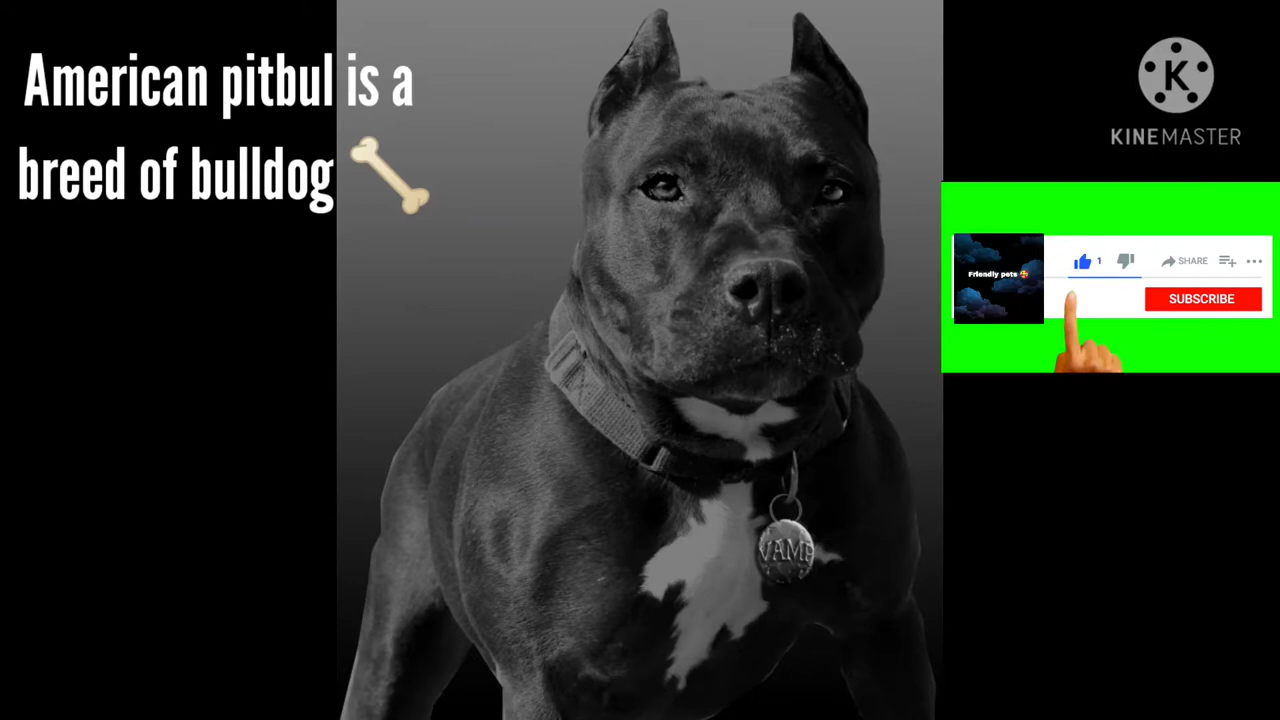 American pitbul is a
breed of bulldog
KINEMASTER
K
Friendly pets
1
SHARE
SUBSCRIBE
VAMP